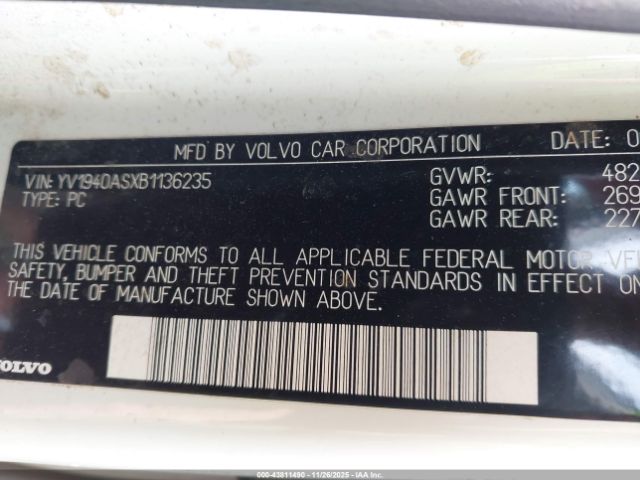 MFD BY VOLVO CAR CORPORATION DATE: 0
VIN: YV1940ASXB1136235 GVWR: 482
TYPE: PC GAWR FRONT: 269
GAWR REAR: 227
THIS VEHICLE CONFORMS TO ALL APPLICABLE FEDERAL MOTOR VEH
SAFETY, BUMPER AND THEFT PREVENTION STANDARDS IN EFFECT ON
THE DATE OF MANUFACTURE SHOWN ABOVE.
VOLVO
000-43811490 - 11/26/2025 - IAA Corp.